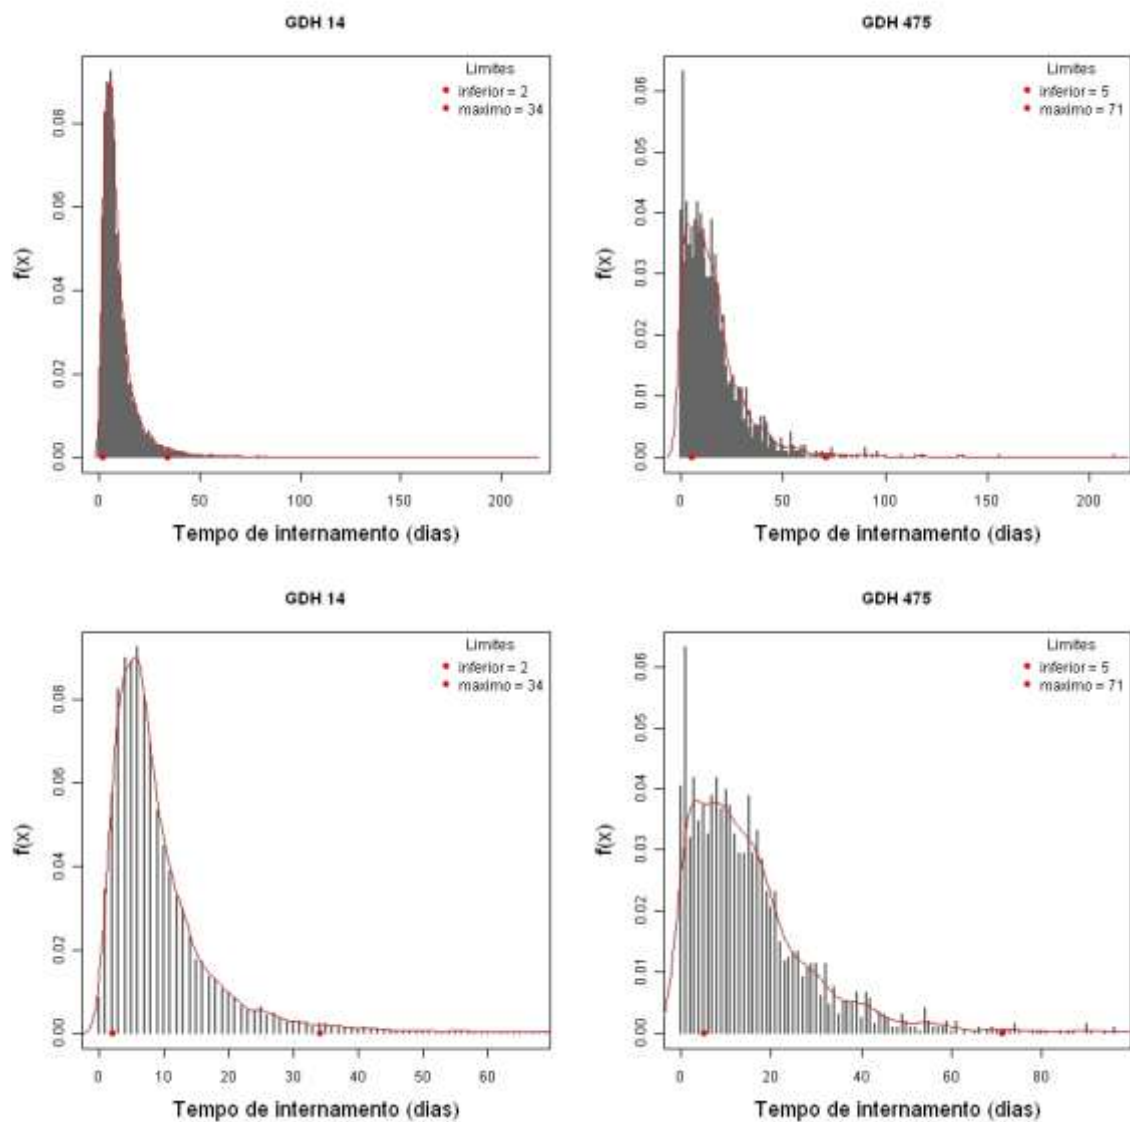 GDH 14
Limites
inferior = 2
maximo = 34
f(x)
0.00
0.02
0.04
0.06
0.08
0
50
100
150
200
Tempo de internamento (dias)
GDH 475
Limites
inferior = 5
maximo = 71
f(x)
0.00
0.01
0.02
0.03
0.04
0.05
0.06
0
50
100
150
200
Tempo de internamento (dias)
GDH 14
Limites
inferior = 2
maximo = 34
f(x)
0.00
0.02
0.04
0.06
0.08
0
10
20
30
40
50
60
Tempo de internamento (dias)
GDH 475
Limites
inferior = 5
maximo = 71
f(x)
0.00
0.01
0.02
0.03
0.04
0.05
0.06
0
20
40
60
80
Tempo de internamento (dias)